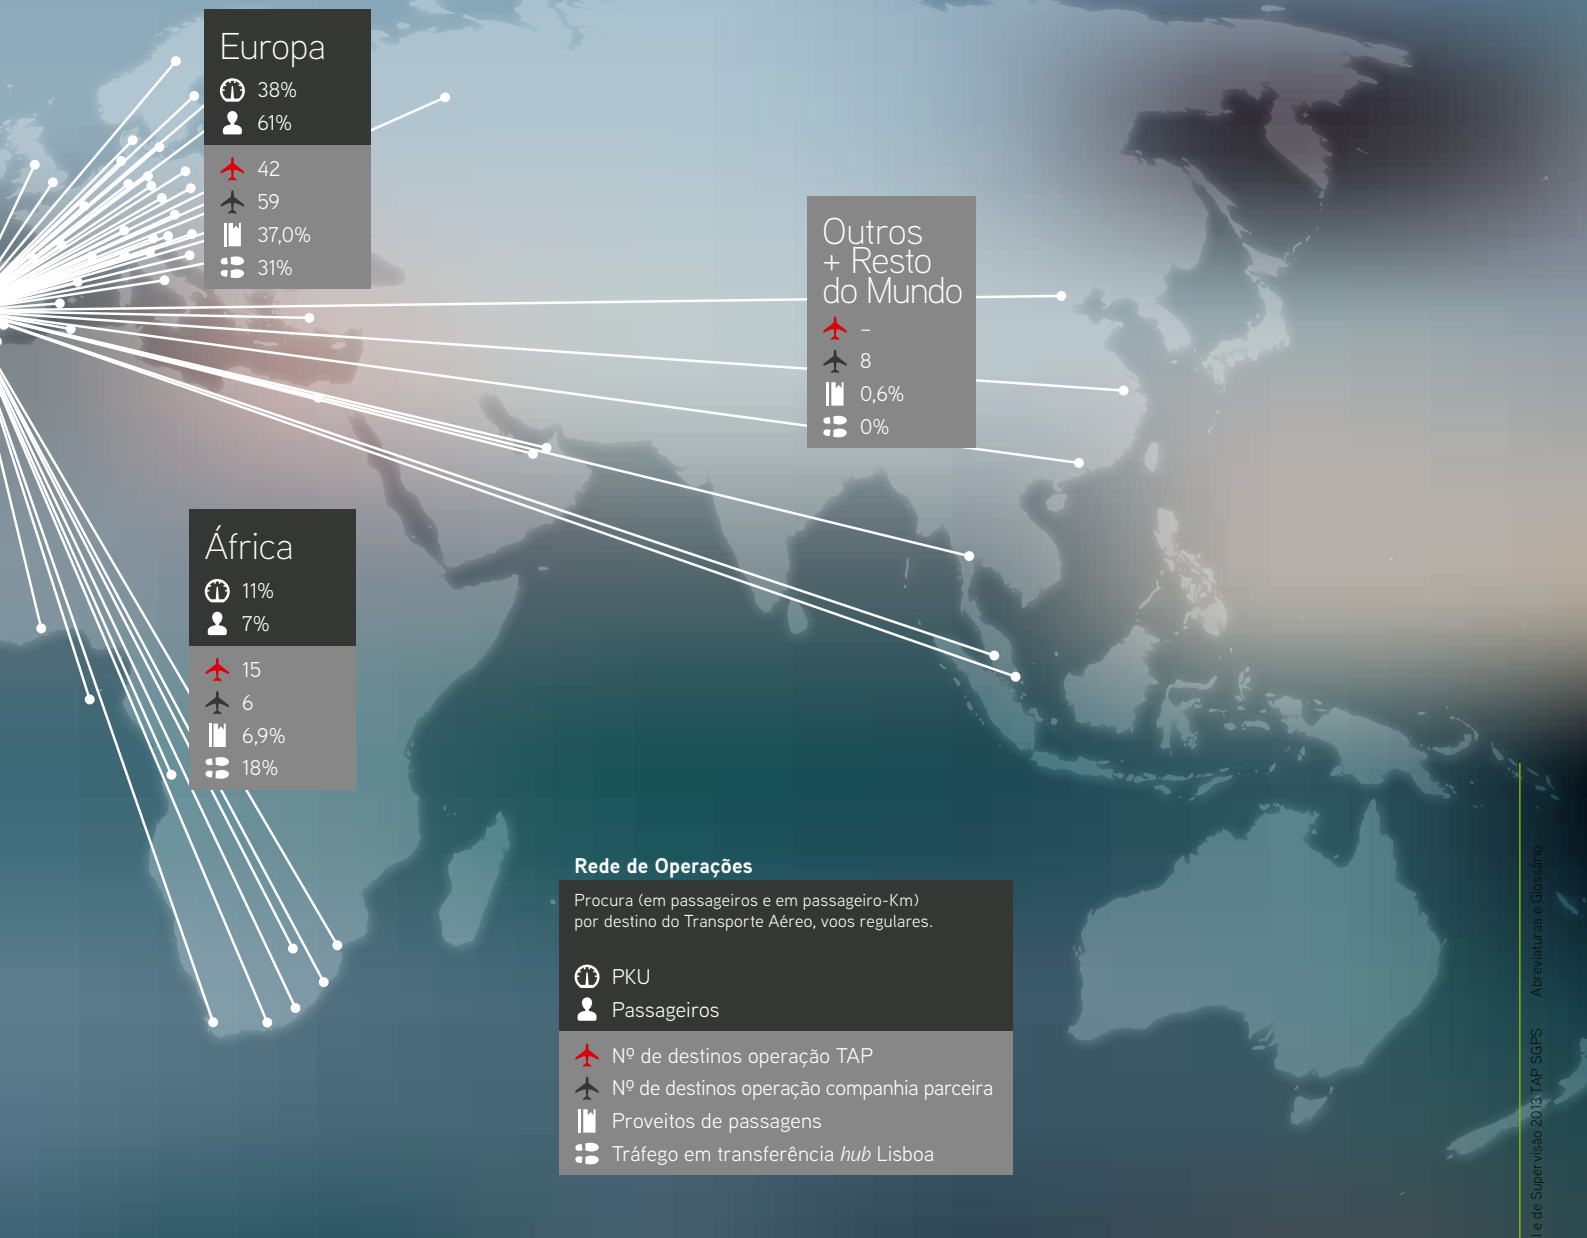 Europa
38%
61%
42
59
37,0%
31%
Outros
+ Resto
do Mundo
–
8
0,6%
0%
África
11%
7%
15
6
6,9%
18%
Rede de Operações
Procura (em passageiros e em passageiro-Km)
por destino do Transporte Aéreo, voos regulares.
PKU
Passageiros
Nº de destinos operação TAP
Nº de destinos operação companhia parceira
Proveitos de passagens
Tráfego em transferência hub Lisboa
l e de Supervisão 2013 TAP SGPS Abreviaturas e Glossário